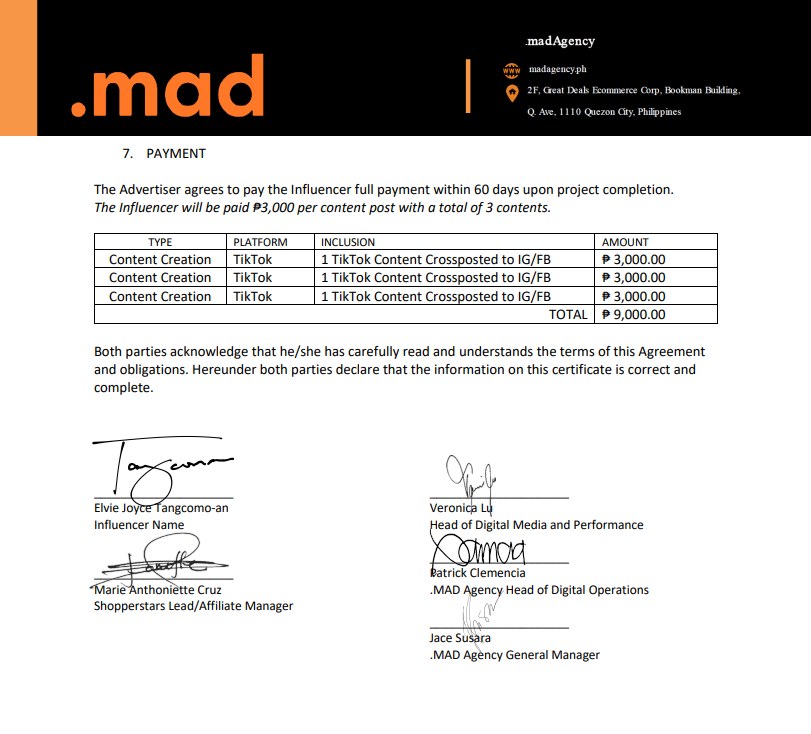 .mad
.madAgency
www madagency.ph
2F, Great Deals Ecommerce Corp, Bookman Building,
Q. Ave, 1110 Quezon City, Philippines
7. PAYMENT
The Advertiser agrees to pay the Influencer full payment within 60 days upon project completion.
The Influencer will be paid ₱3,000 per content post with a total of 3 contents.
TYPE PLATFORM INCLUSION AMOUNT
Content Creation TikTok 1 TikTok Content Crossposted to IG/FB ₱ 3,000.00
Content Creation TikTok 1 TikTok Content Crossposted to IG/FB ₱ 3,000.00
Content Creation TikTok 1 TikTok Content Crossposted to IG/FB ₱ 3,000.00
TOTAL ₱ 9,000.00
Both parties acknowledge that he/she has carefully read and understands the terms of this Agreement
and obligations. Hereunder both parties declare that the information on this certificate is correct and
complete.
Elvie Joyce Tangcomo-an
Influencer Name
Marie Anthoniette Cruz
Shopperstars Lead/Affiliate Manager
Veronica Lu
Head of Digital Media and Performance
Patrick Clemencia
.MAD Agency Head of Digital Operations
Jace Susara
.MAD Agency General Manager